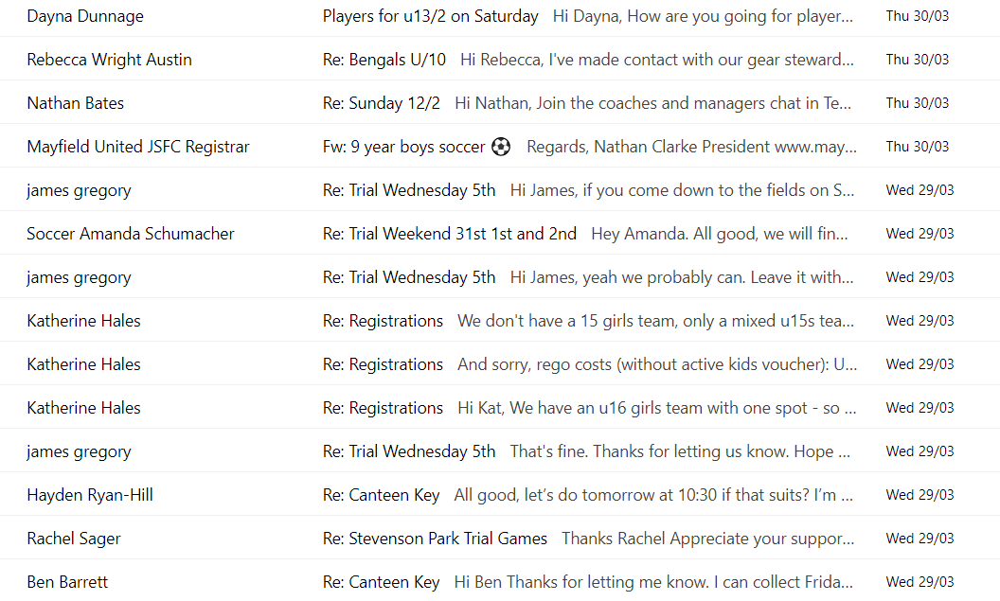 Dayna Dunnage Players for u13/2 on Saturday Hi Dayna, How are you going for player... Thu 30/03
Rebecca Wright Austin Re: Bengals U/10 Hi Rebecca, I've made contact with our gear steward... Thu 30/03
Nathan Bates Re: Sunday 12/2 Hi Nathan, Join the coaches and managers chat in Te... Thu 30/03
Mayfield United JSFC Registrar Fw: 9 year boys soccer ⚽ Regards, Nathan Clarke President www.may... Thu 30/03
james gregory Re: Trial Wednesday 5th Hi James, if you come down to the fields on S... Wed 29/03
Soccer Amanda Schumacher Re: Trial Weekend 31st 1st and 2nd Hey Amanda. All good, we will fin... Wed 29/03
james gregory Re: Trial Wednesday 5th Hi James, yeah we probably can. Leave it with... Wed 29/03
Katherine Hales Re: Registrations We don't have a 15 girls team, only a mixed u15s tea... Wed 29/03
Katherine Hales Re: Registrations And sorry, rego costs (without active kids voucher): U... Wed 29/03
Katherine Hales Re: Registrations Hi Kat, We have an u16 girls team with one spot - so ... Wed 29/03
james gregory Re: Trial Wednesday 5th That's fine. Thanks for letting us know. Hope ... Wed 29/03
Hayden Ryan-Hill Re: Canteen Key All good, let’s do tomorrow at 10:30 if that suits? I’m ... Wed 29/03
Rachel Sager Re: Stevenson Park Trial Games Thanks Rachel Appreciate your suppor... Wed 29/03
Ben Barrett Re: Canteen Key Hi Ben Thanks for letting me know. I can collect Frida... Wed 29/03